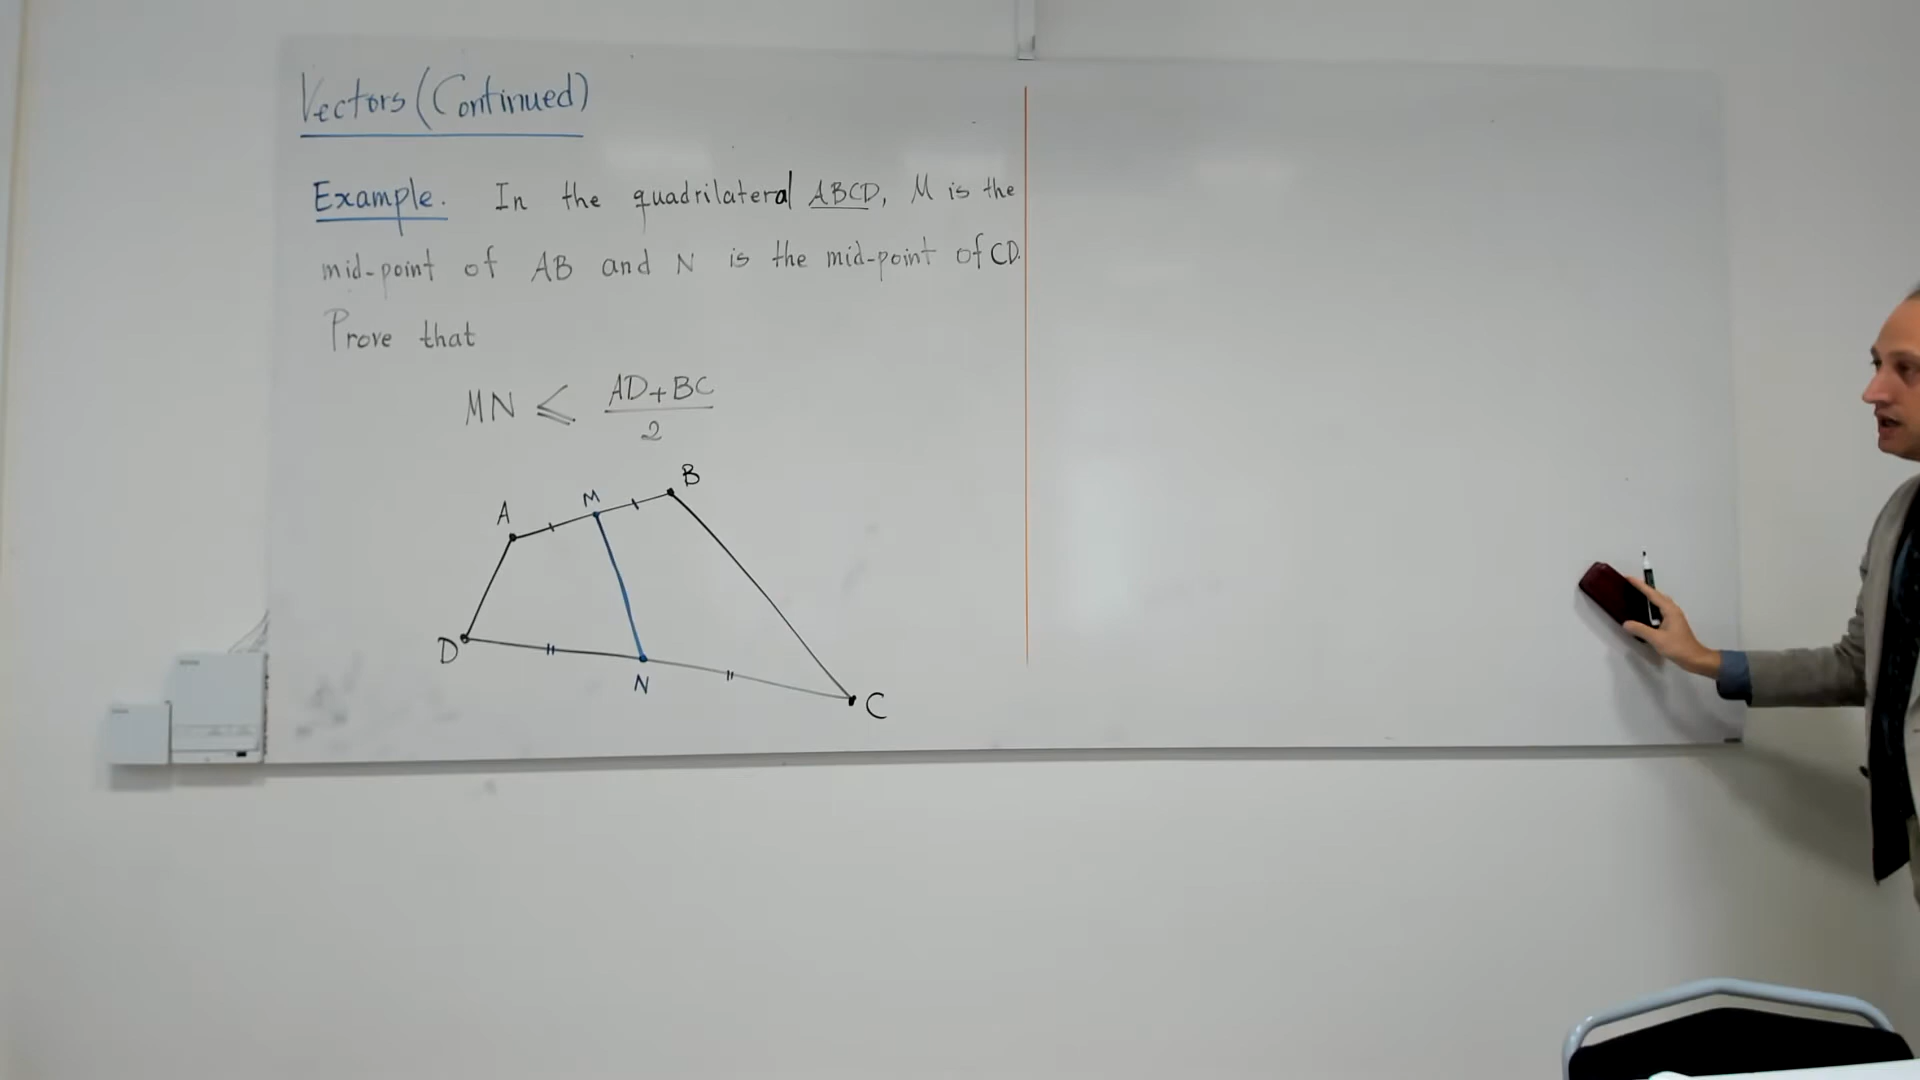 Vectors (Continued)
Example. In the quadrilateral ABCD, M is the
mid-point of AB and N is the mid-point of CD.
Prove that
MN ⩽ AD+BC
2
B
M
A
D
N
C